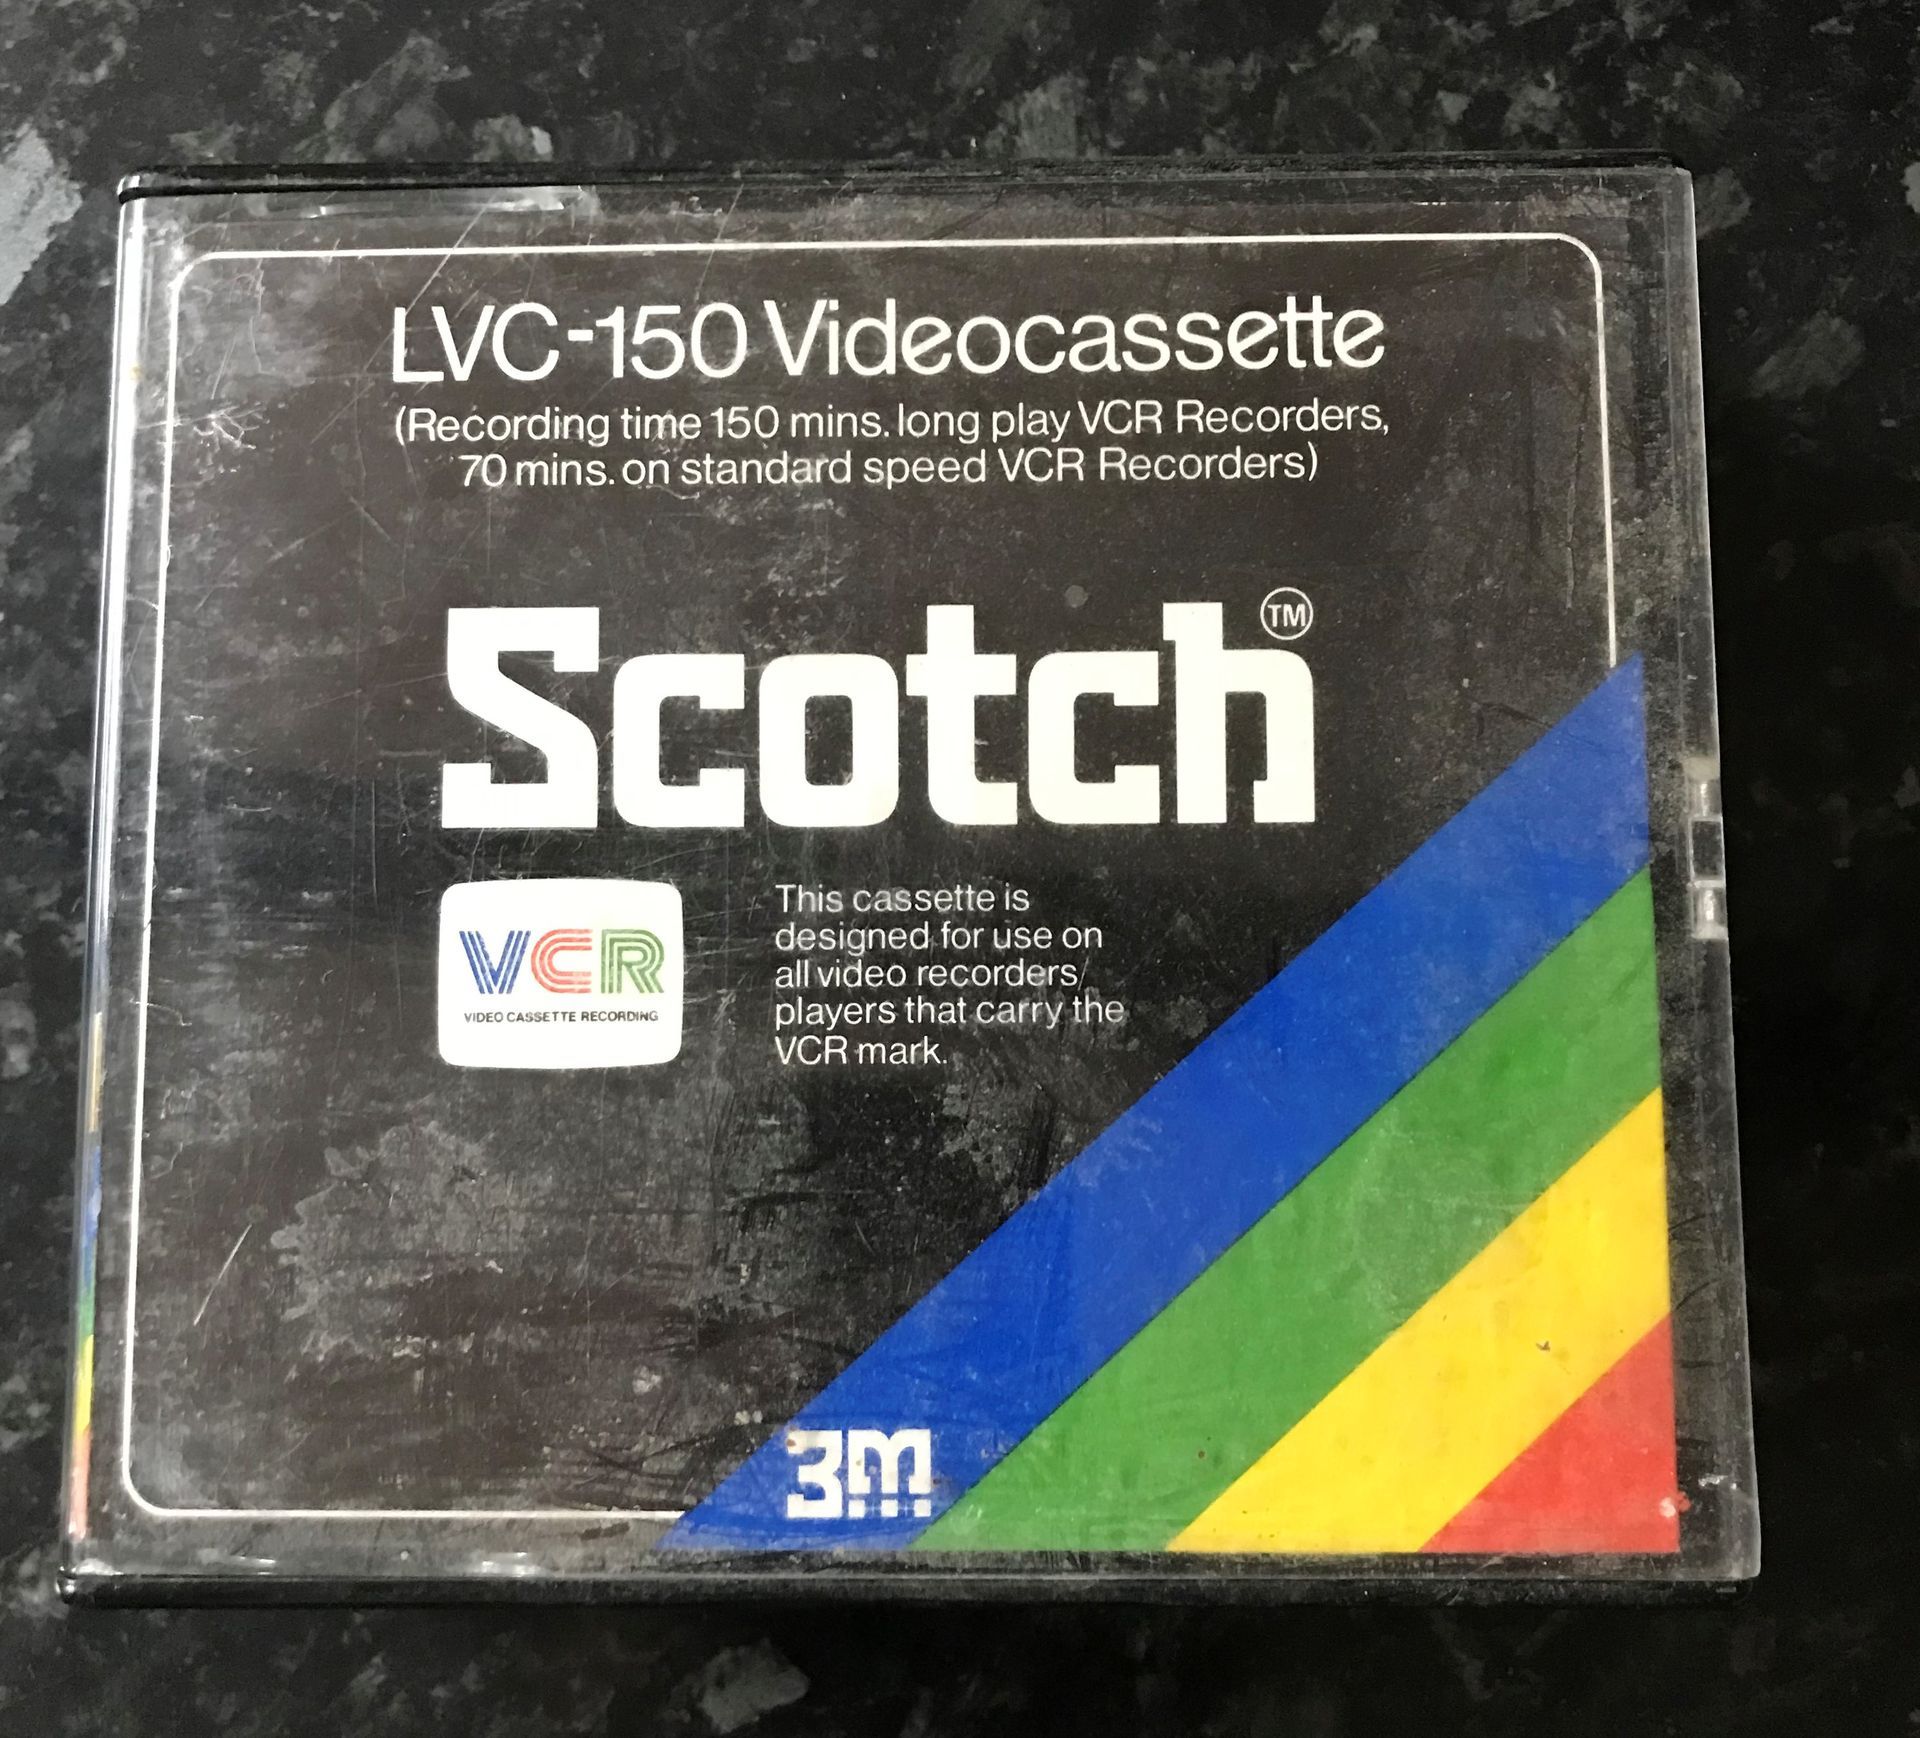 LVC-150 Videocassette
(Recording time 150 mins. long play VCR Recorders,
70 mins. on standard speed VCR Recorders)
Scotch TM
VCR
VIDEO CASSETTE RECORDING
This cassette is
designed for use on
all video recorders/
players that carry the
VCR mark.
3M